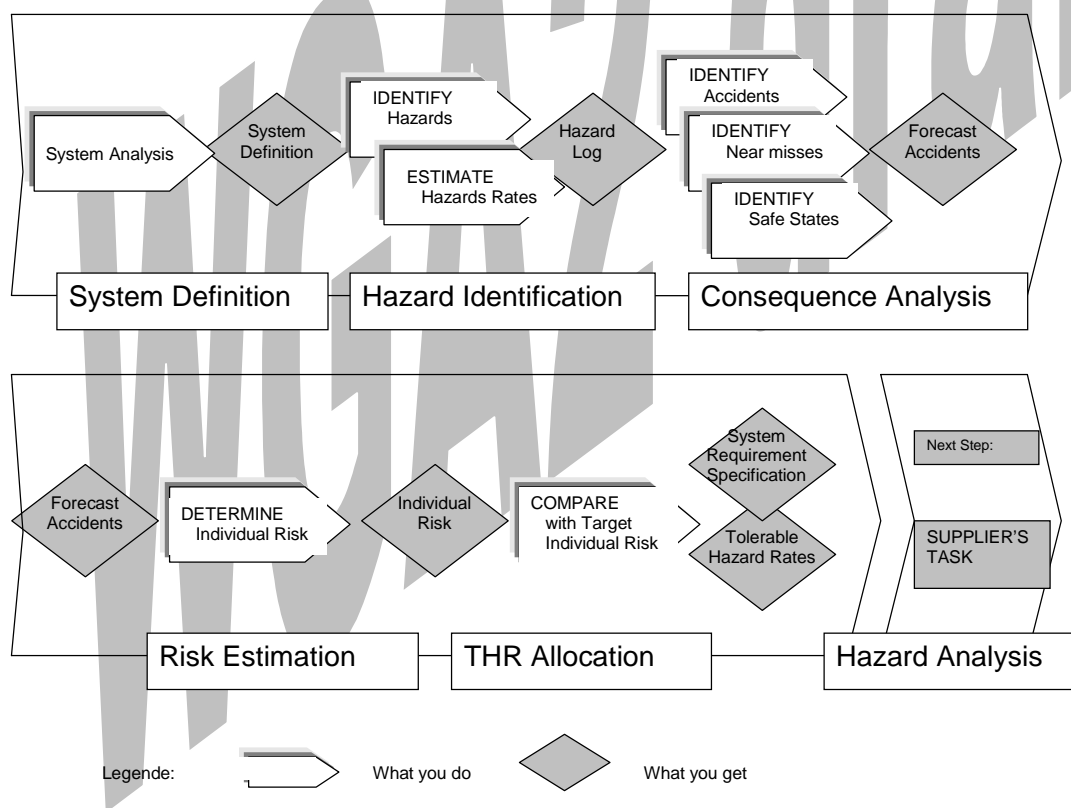 System Analysis
System
Definition
IDENTIFY
Hazards
ESTIMATE
Hazards Rates
Hazard
Log
IDENTIFY
Accidents
IDENTIFY
Near misses
IDENTIFY
Safe States
Forecast
Accidents
System Definition
Hazard Identification
Consequence Analysis
Forecast
Accidents
DETERMINE
Individual Risk
Individual
Risk
COMPARE
with Target
Individual Risk
System
Requirement
Specification
Tolerable
Hazard Rates
Next Step:
SUPPLIER'S
TASK
Risk Estimation
THR Allocation
Hazard Analysis
Legende:
What you do
What you get